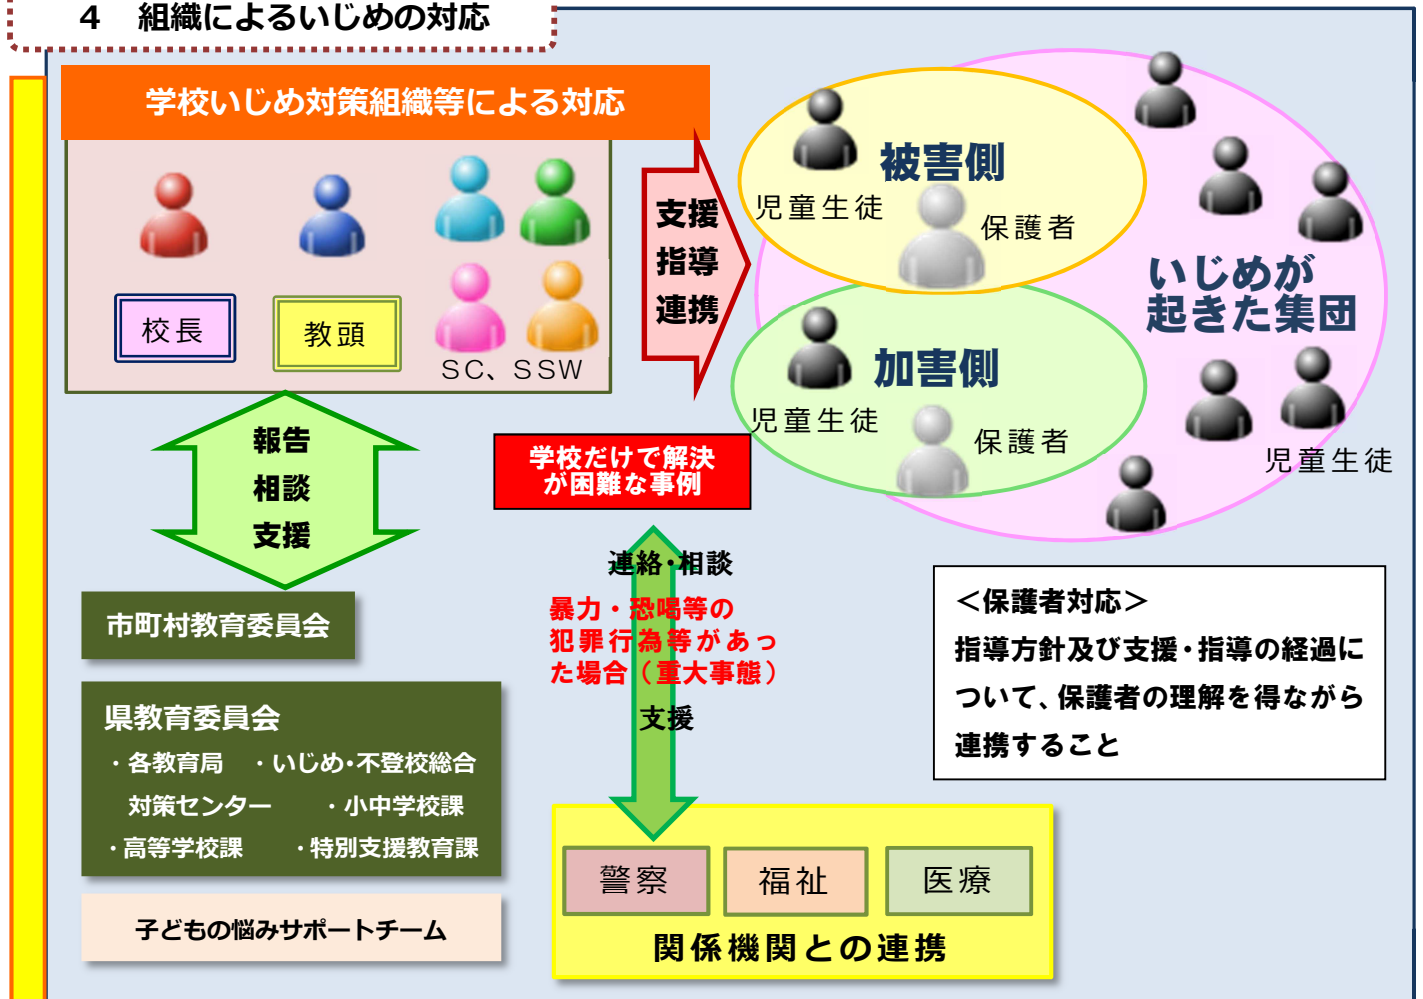 4　組織によるいじめの対応
学校いじめ対策組織等による対応
校長
教頭
ＳＣ、ＳＳＷ
支援
指導
連携
被害側
児童生徒
保護者
加害側
児童生徒
保護者
いじめが
起きた集団
児童生徒
報告
相談
支援
学校だけで解決
が困難な事例
連絡・相談
暴力・恐喝等の
犯罪行為等があっ
た場合（重大事態）
支援
＜保護者対応＞
指導方針及び支援・指導の経過に
ついて、保護者の理解を得ながら
連携すること
市町村教育委員会
県教育委員会
・各教育局　・いじめ・不登校総合
対策センター　　・小中学校課
・高等学校課　　・特別支援教育課
子どもの悩みサポートチーム
警察
福祉
医療
関係機関との連携